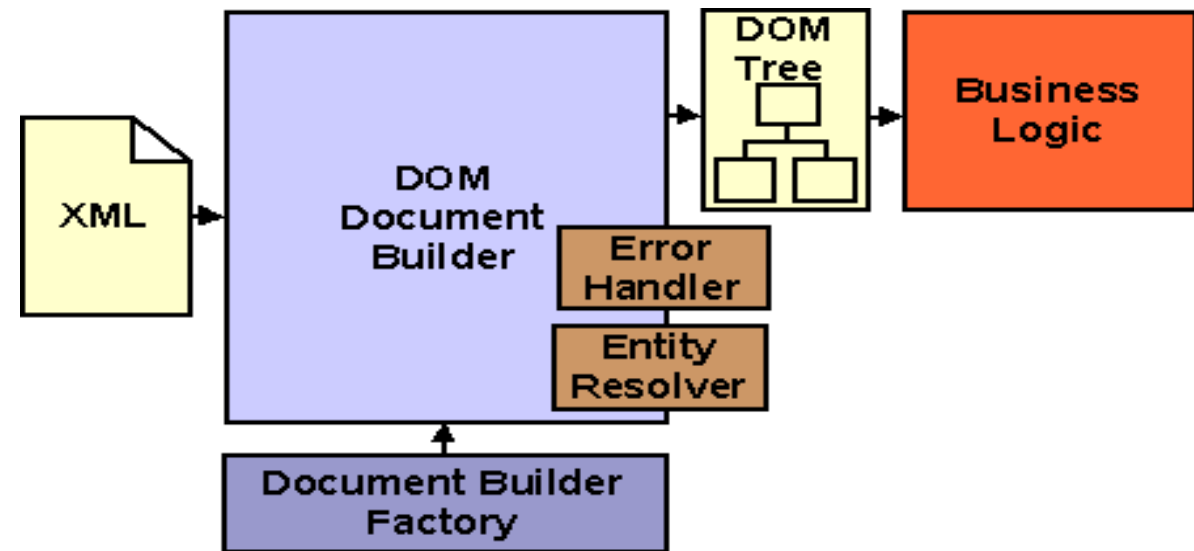 XML
DOM
Document
Builder
Error
Handler
Entity
Resolver
Document Builder
Factory
DOM
Tree
Business
Logic